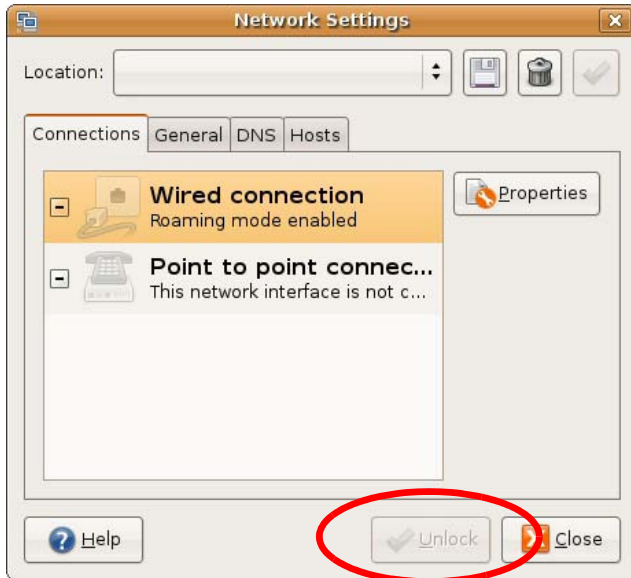 Network Settings
Location:
Connections General DNS Hosts
Wired connection
Roaming mode enabled
Properties
Point to point connec...
This network interface is not c...
Help Unlock Close